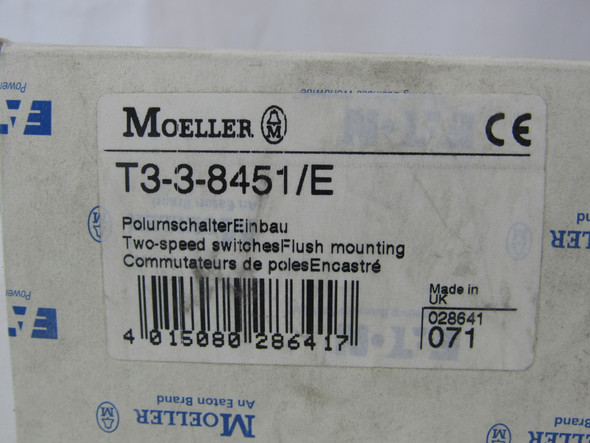 MOELLER
CE
T3-3-8451/E
PolumschalterEinbau
Two-speed switchesFlush mounting
Commutateurs de polesEncastré
Made in
UK
028641
071
4 015080 286417
EATON
MOELLER
An Eaton Brand